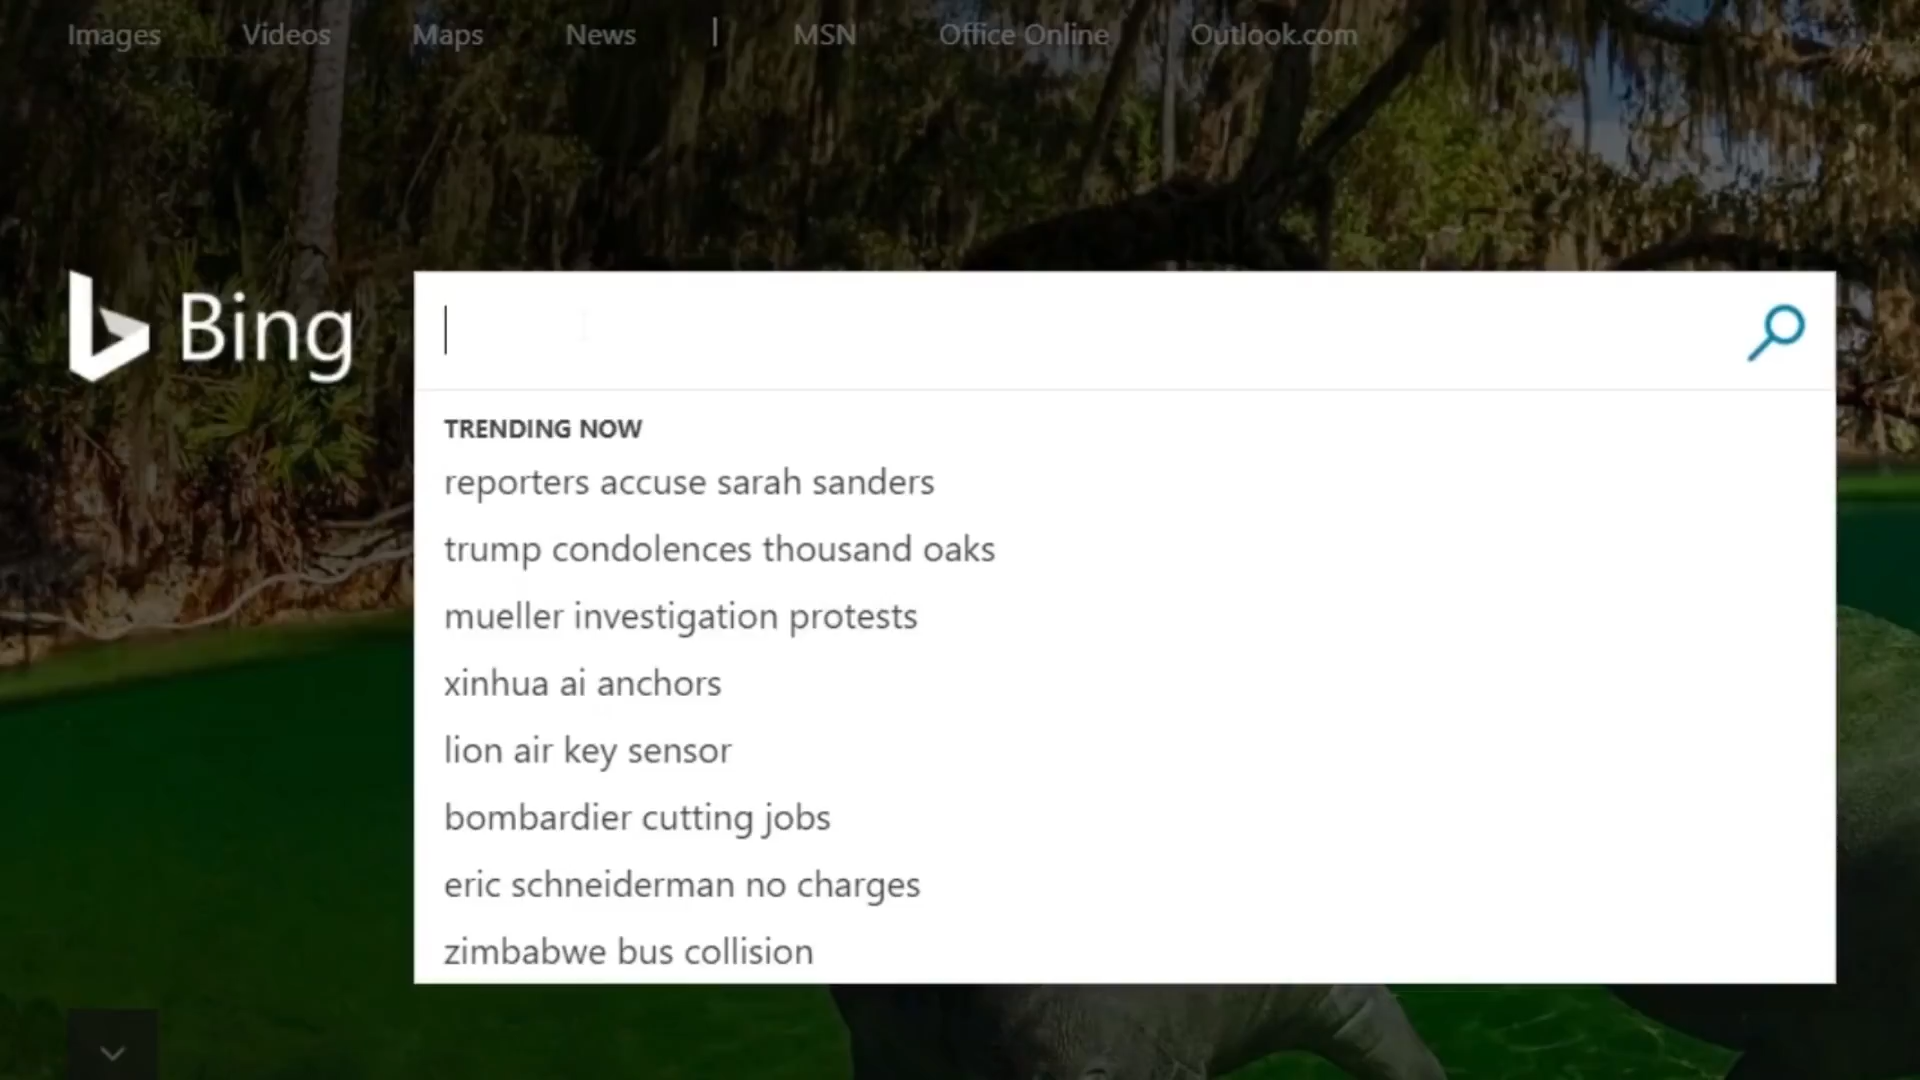 Images Videos Maps News | MSN Office Online Outlook.com
Bing
TRENDING NOW
reporters accuse sarah sanders
trump condolences thousand oaks
mueller investigation protests
xinhua ai anchors
lion air key sensor
bombardier cutting jobs
eric schneiderman no charges
zimbabwe bus collision